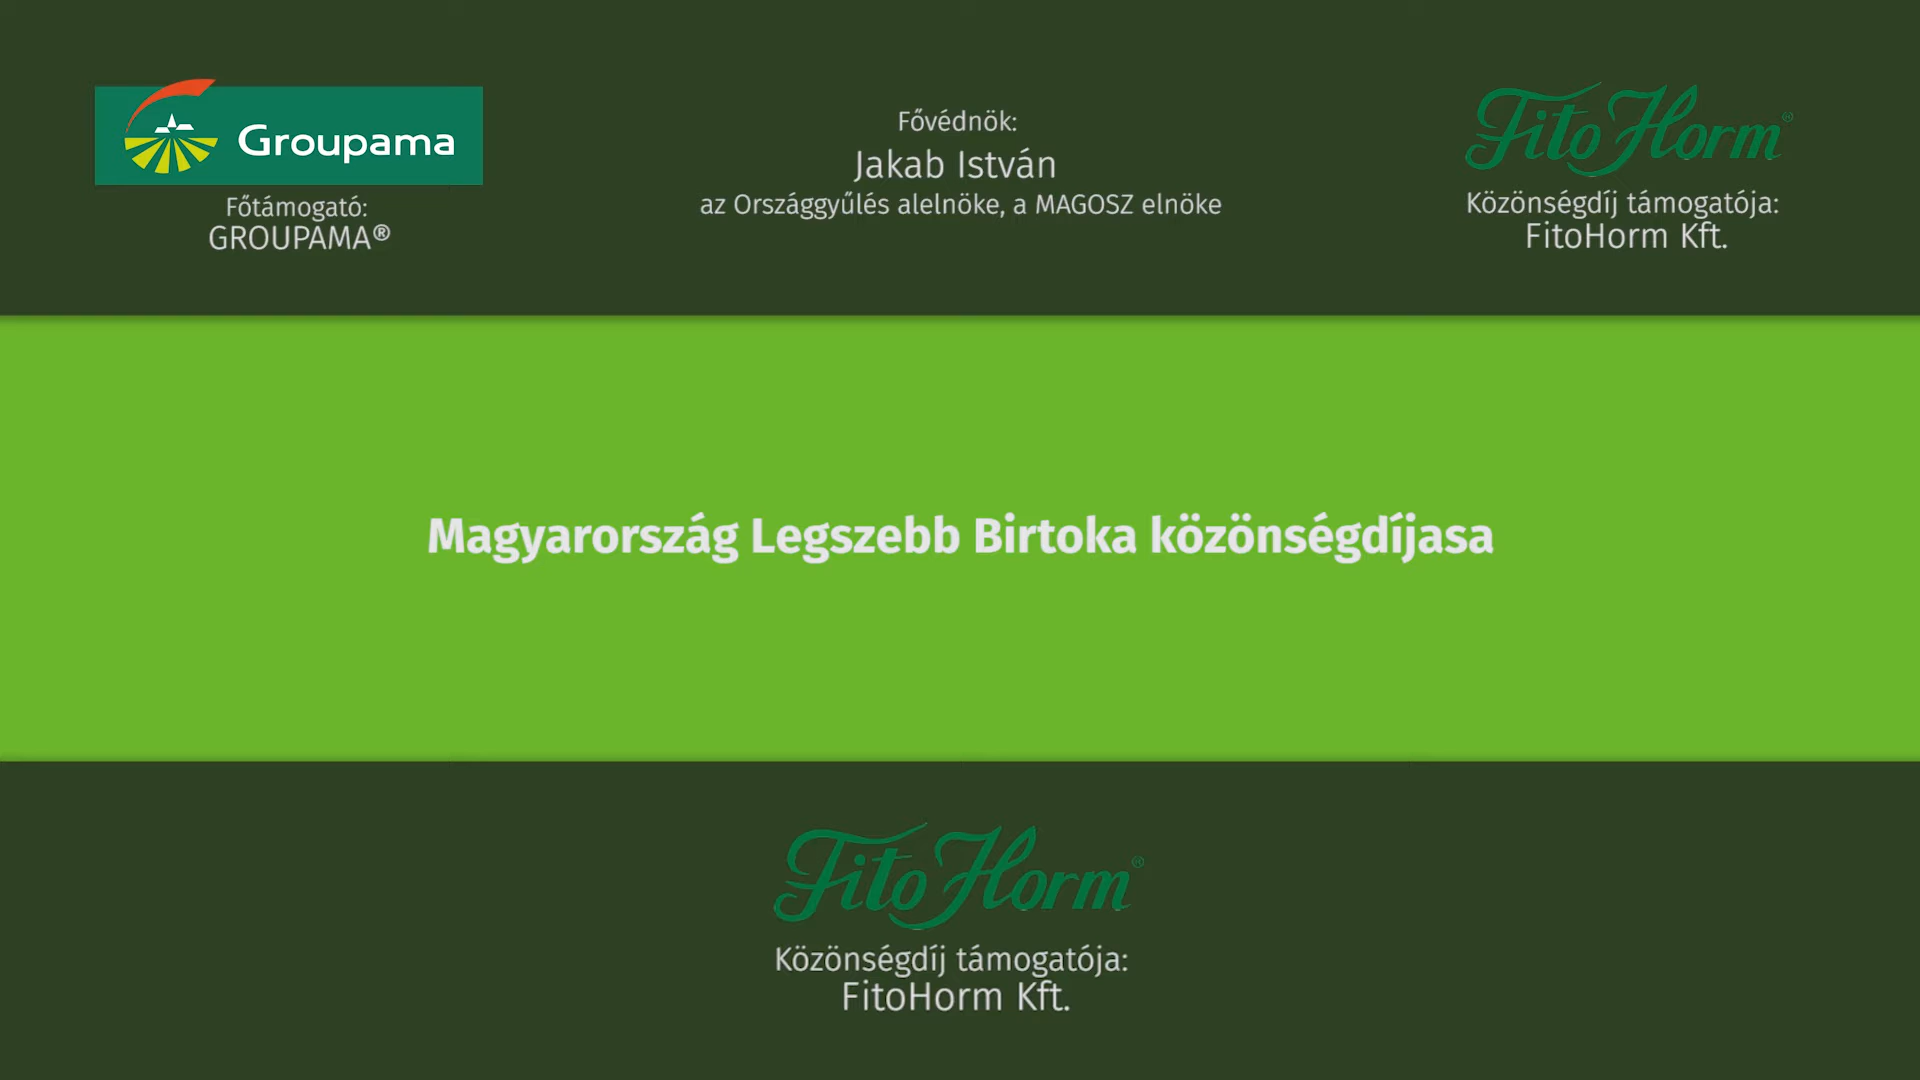 Groupama
Főtámogató:
GROUPAMA®
Fővédnök:
Jakab István
az Országgyűlés alelnöke, a MAGOSZ elnöke
FitoHorm®
Közönségdíj támogatója:
FitoHorm Kft.
Magyarország Legszebb Birtoka közönségdíjasa
FitoHorm®
Közönségdíj támogatója:
FitoHorm Kft.